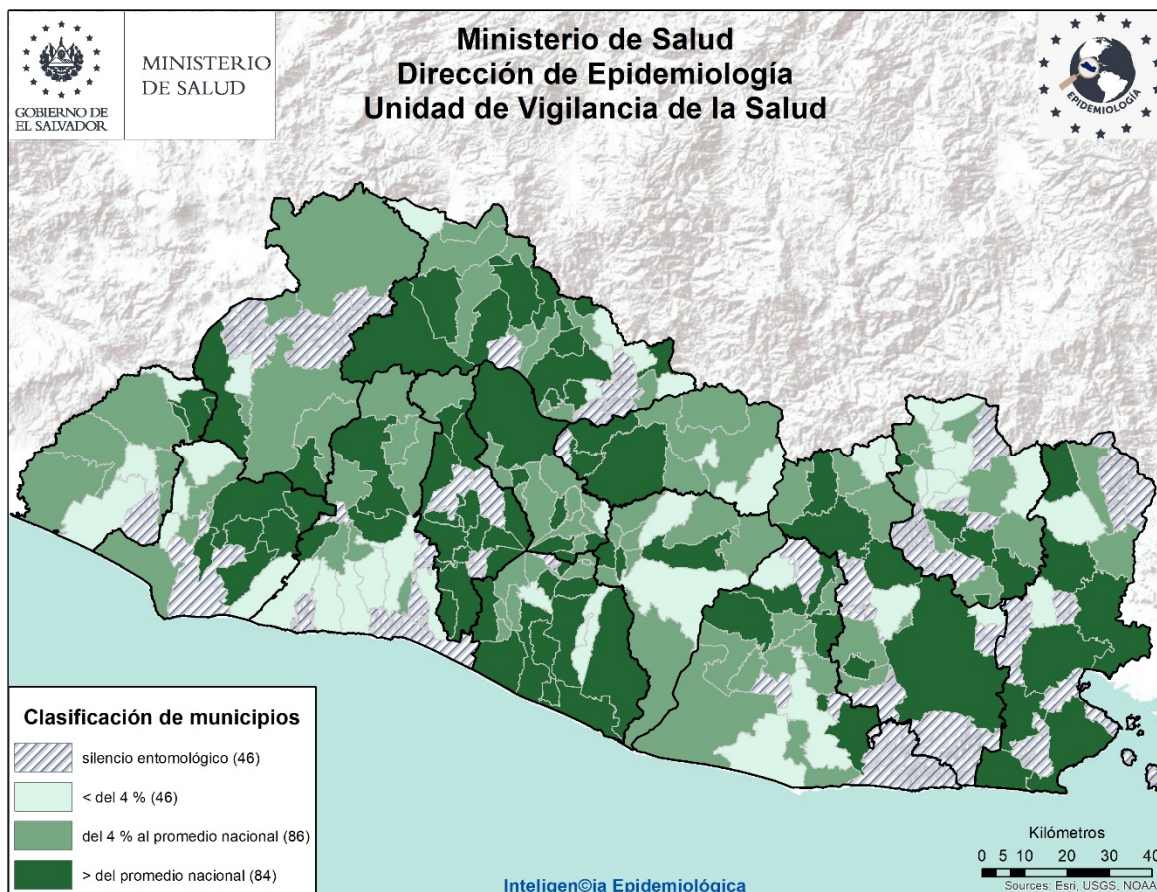 Ministerio de Salud
Dirección de Epidemiología
Unidad de Vigilancia de la Salud
GOBIERNO DE
EL SALVADOR
MINISTERIO
DE SALUD
EPIDEMIOLOGÍA
Clasificación de municipios
silencio entomológico (46)
< del 4 % (46)
del 4 % al promedio nacional (86)
> del promedio nacional (84)
Inteligen©ia Epidemiológica
Kilómetros
0 5 10 20 30 40
Sources: Esri, USGS, NOAA